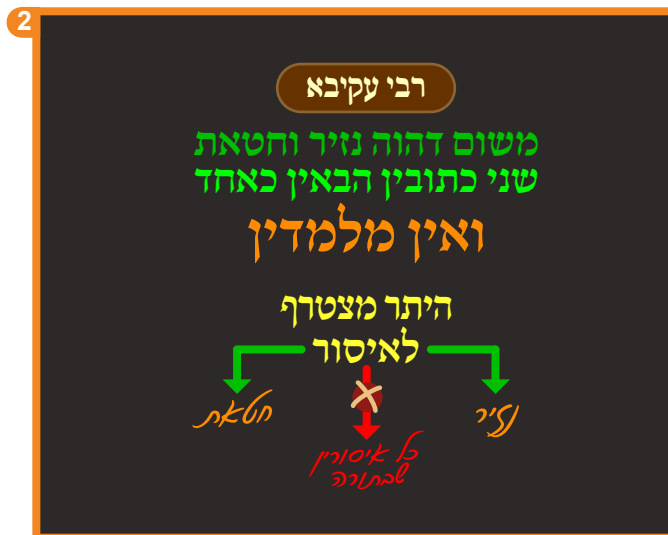 2
רבי עקיבא
משום דהוה נזיר וחטאת
שני כתובין הבאין כאחד
ואין מלמדין
היתר מצטרף
לאיסור
נזיר
חטאת
כל איסורין
שבתורה